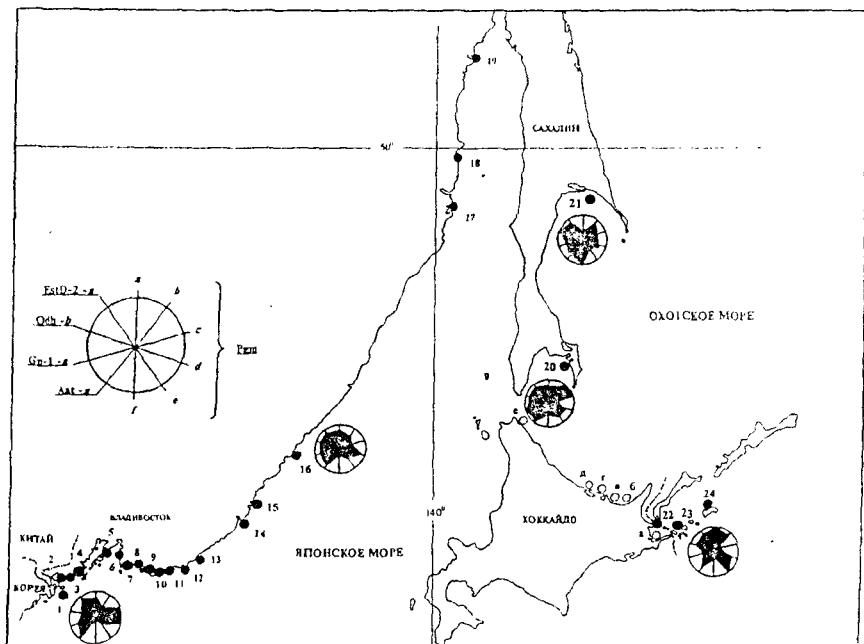 19
САХАЛИН
50°
18
17
21
EstD-2-a
a
b
Odh-b
c
Pgm
d
Gp-1-a
Aat-a
f
e
ОХОТСКОЕ МОРЕ
20
е
16
д
г
в
б
24
15
140°
14
ХОККАЙДО
22
23
а
ВЛАДИВОСТОК
КИТАЙ
ЯПОНСКОЕ МОРЕ
5
4
2
6
8
9
13
3
7
10
11
12
КОРЕЯ
1